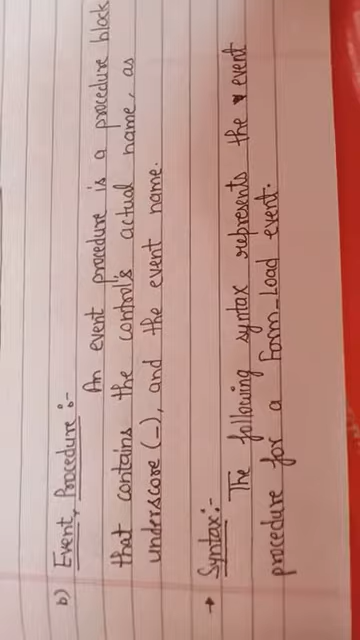 b) Event, Procedure :-
An event procedure is a procedure block
that contains the control's actual name, as
underscore (_), and the event name.
→ Syntax:-
The following syntax represents the event
procedure for a Form_Load event.